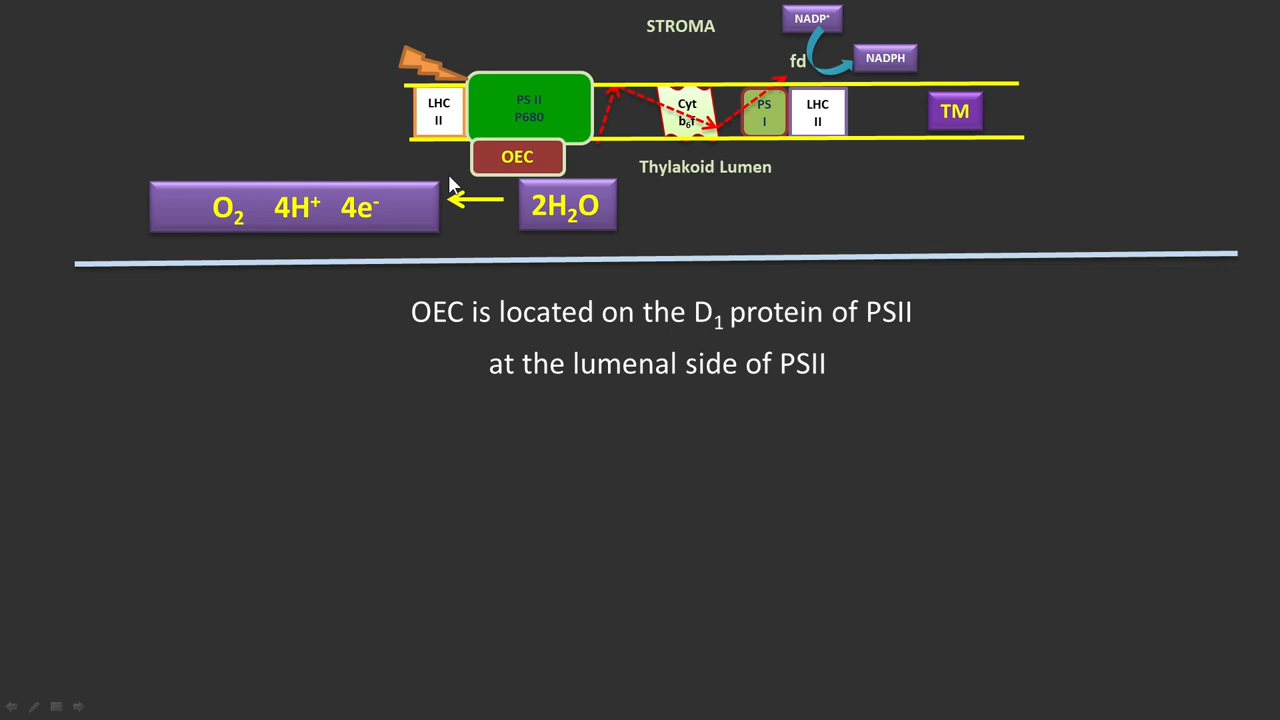 STROMA
NADP⁺
fd
NADPH
LHC
II
PS II
P680
Cyt
b₆f
PS
I
LHC
II
TM
OEC
Thylakoid Lumen
O₂ 4H⁺ 4e⁻
2H₂O
OEC is located on the D₁ protein of PSII
at the lumenal side of PSII